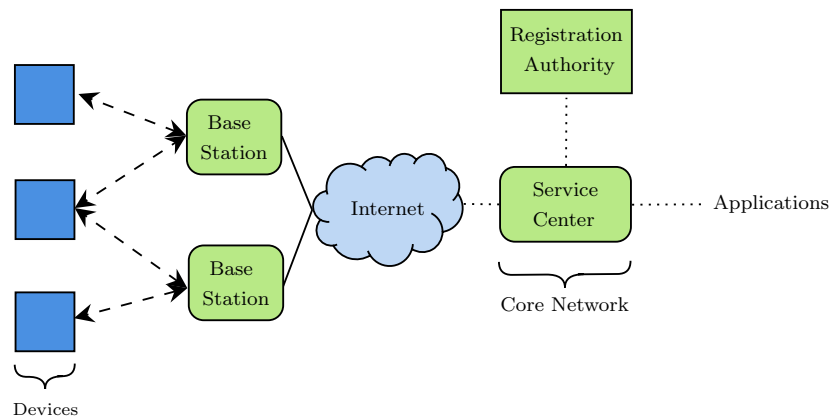 Registration
Authority
Base
Station
Service
Center
Internet
Applications
Base
Station
Core Network
Devices